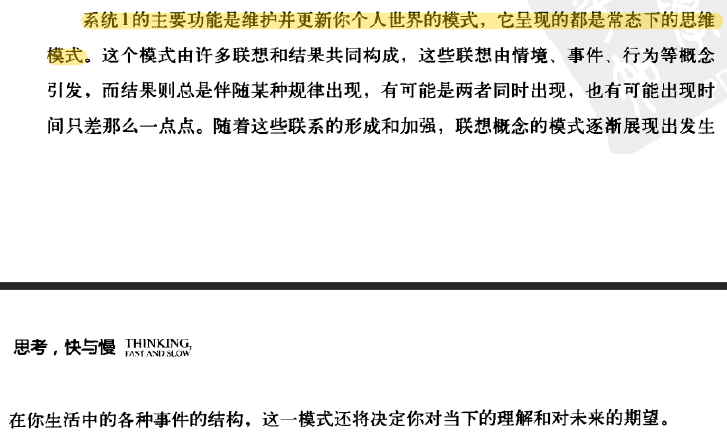 系统1的主要功能是维护并更新你个人世界的模式，它呈现的都是常态下的思维
模式。这个模式由许多联想和结果共同构成，这些联想由情境、事件、行为等概念
引发，而结果则总是伴随某种规律出现，有可能是两者同时出现，也有可能出现时
间只差那么一点点。随着这些联系的形成和加强，联想概念的模式逐渐展现出发生
思考，快与慢 THINKING,
FAST AND SLOW
在你生活中的各种事件的结构，这一模式还将决定你对当下的理解和对未来的期望。